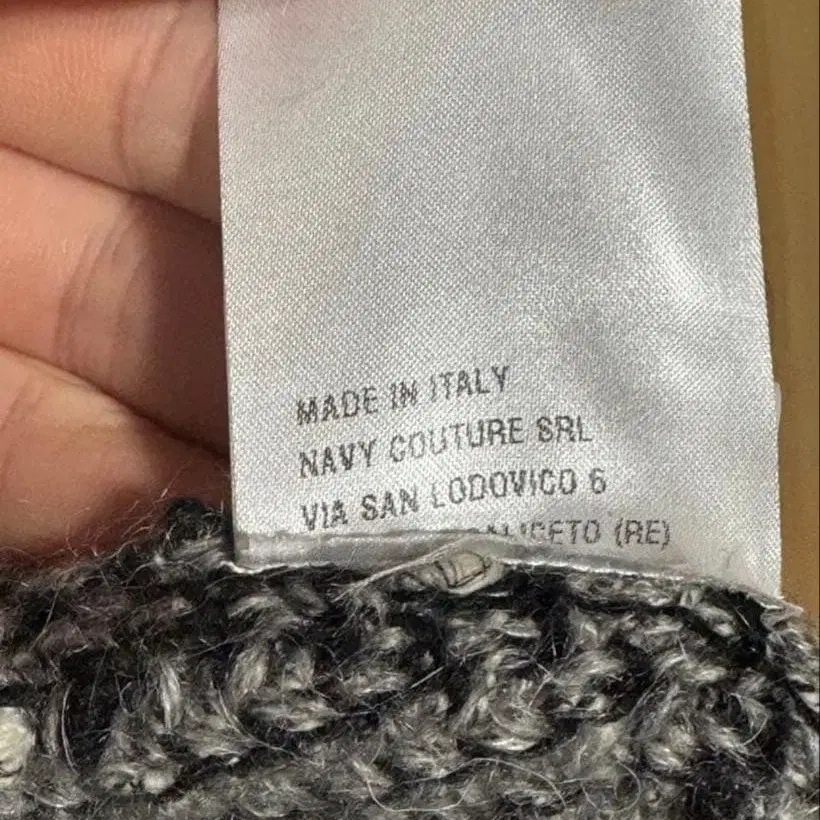 MADE IN ITALY
NAVY COUTURE SRL
VIA SAN LODOVICO 6
(RE)